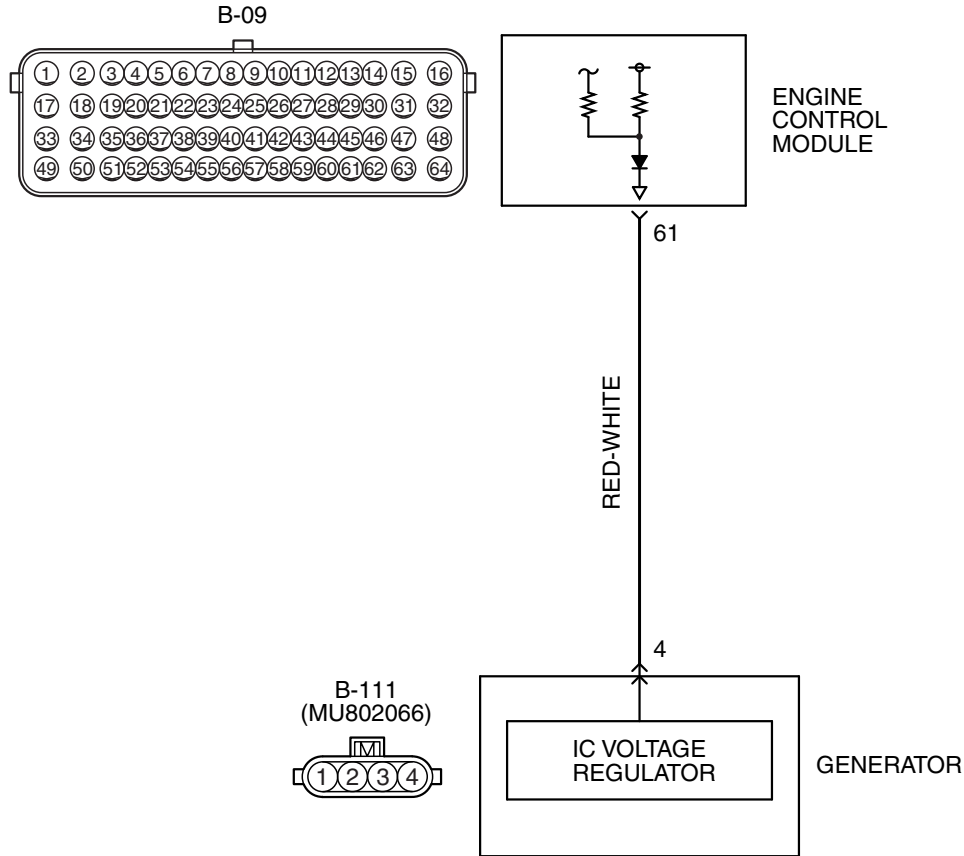 B-09
1 2 3 4 5 6 7 8 9 10 11 12 13 14 15 16
17 18 19 20 21 22 23 24 25 26 27 28 29 30 31 32
33 34 35 36 37 38 39 40 41 42 43 44 45 46 47 48
49 50 51 52 53 54 55 56 57 58 59 60 61 62 63 64
ENGINE
CONTROL
MODULE
61
RED-WHITE
4
B-111
(MU802066)
M
1 2 3 4
IC VOLTAGE
REGULATOR
GENERATOR